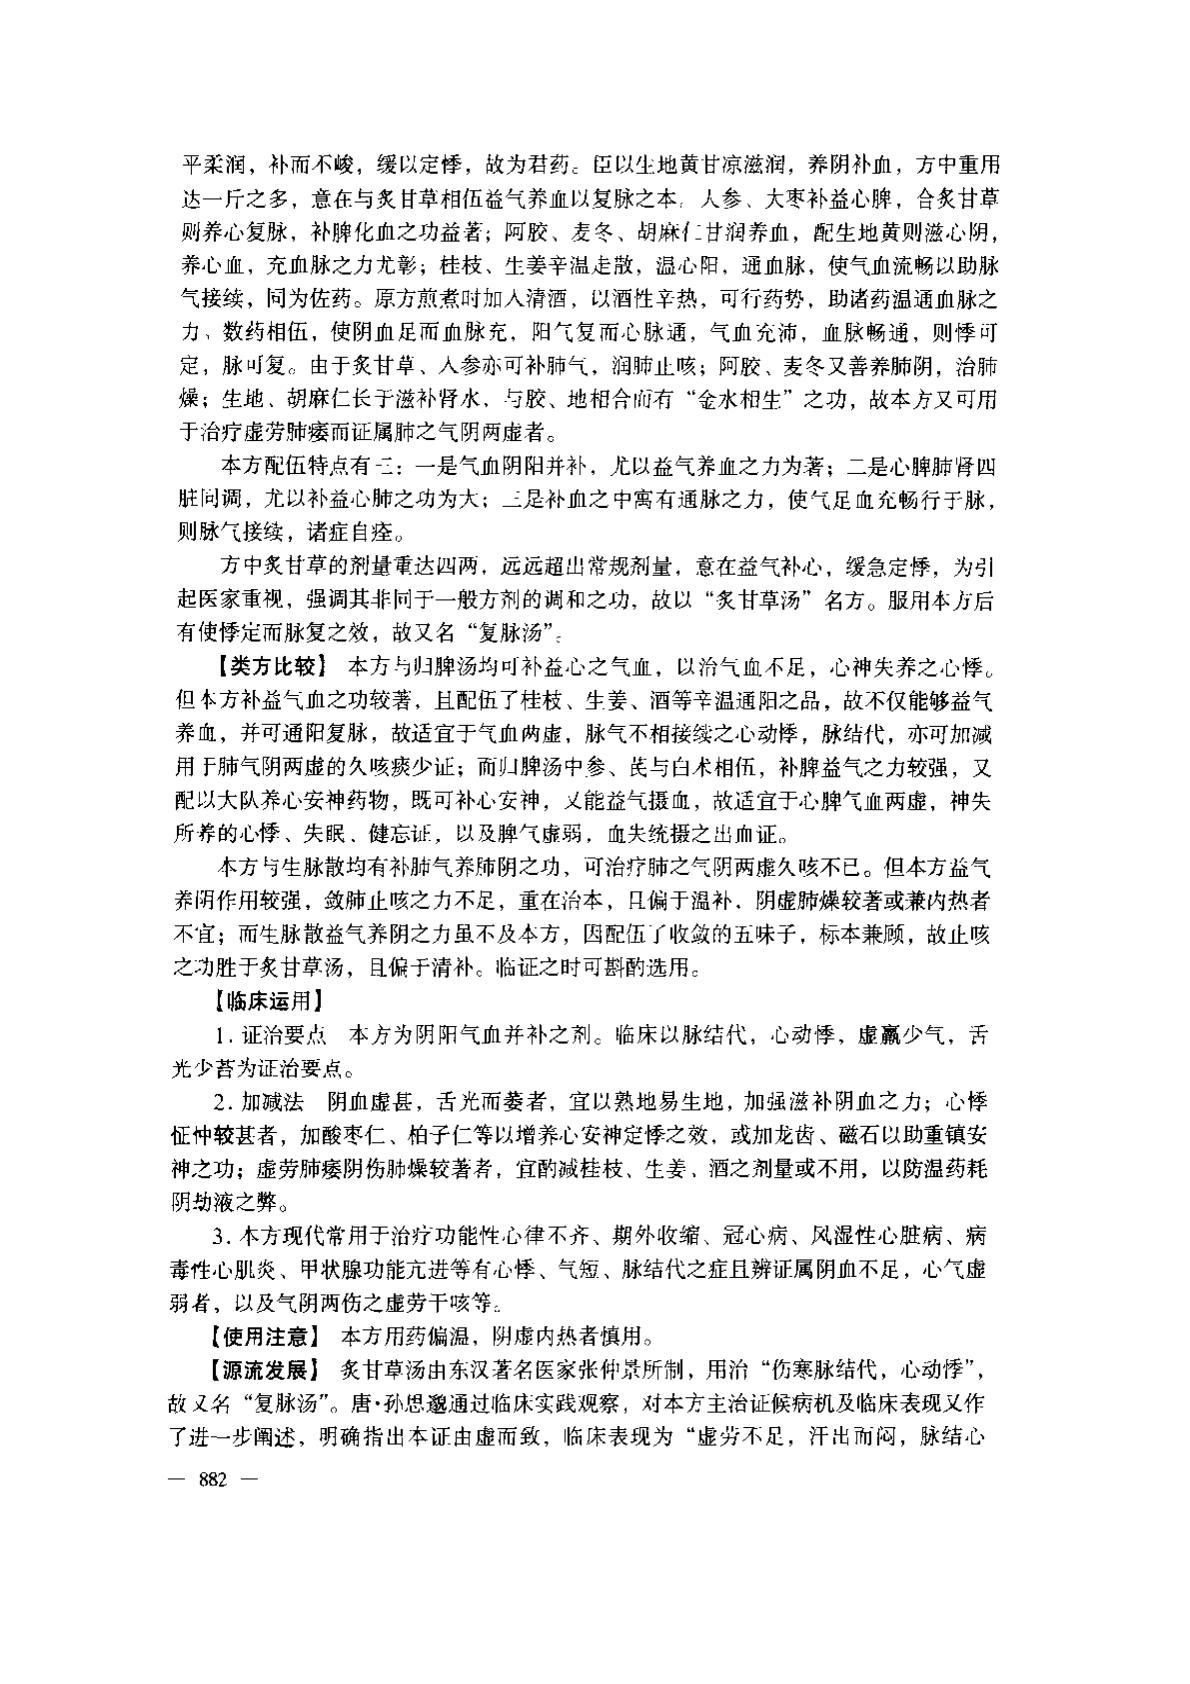 平柔润，补而不峻，缓以定悸，故为君药。臣以生地黄甘凉滋润，养阴补血，方中重用
达一斤之多，意在与炙甘草相伍益气养血以复脉之本。人参、大枣补益心脾，合炙甘草
则养心复脉，补脾化血之功益著；阿胶、麦冬、胡麻仁甘润养血，配生地黄则滋心阴，
养心血，充血脉之力尤彰；桂枝、生姜辛温走散，温心阳，通血脉，使气血流畅以助脉
气接续，同为佐药。原方煎煮时加入清酒，以酒性辛热，可行药势，助诸药温通血脉之
力、数药相伍，使阴血足而血脉充，阳气复而心脉通，气血充沛，血脉畅通，则悸可
定，脉可复。由于炙甘草、人参亦可补肺气，润肺止咳；阿胶、麦冬又善养肺阴，治肺
燥；生地、胡麻仁长于滋补肾水，与胶、地相合而有“金水相生”之功，故本方又可用
于治疗虚劳肺痿而证属肺之气阴两虚者。
本方配伍特点有三：一是气血阴阳并补，尤以益气养血之力为著；二是心脾肺肾四
脏同调，尤以补益心肺之功为大；三是补血之中寓有通脉之力，使气足血充畅行于脉，
则脉气接续，诸症自痊。
方中炙甘草的剂量重达四两，远远超出常规剂量，意在益气补心，缓急定悸，为引
起医家重视，强调其非同于一般方剂的调和之功，故以“炙甘草汤”名方。服用本方后
有使悸定而脉复之效，故又名“复脉汤”。
【类方比较】 本方与归脾汤均可补益心之气血，以治气血不足，心神失养之心悸。
但本方补益气血之功较著，且配伍了桂枝、生姜、酒等辛温通阳之品，故不仅能够益气
养血，并可通阳复脉，故适宜于气血两虚，脉气不相接续之心动悸，脉结代，亦可加减
用于肺气阴两虚的久咳痰少证；而归脾汤中参、芪与白术相伍，补脾益气之力较强，又
配以大队养心安神药物，既可补心安神，又能益气摄血，故适宜于心脾气血两虚，神失
所养的心悸、失眠、健忘证，以及脾气虚弱，血失统摄之出血证。
本方与生脉散均有补肺气养肺阴之功，可治疗肺之气阴两虚久咳不已。但本方益气
养阴作用较强，敛肺止咳之力不足，重在治本，且偏于温补，阴虚肺燥较著或兼内热者
不宜；而生脉散益气养阴之力虽不及本方，因配伍了收敛的五味子，标本兼顾，故止咳
之功胜于炙甘草汤，且偏于清补。临证之时可斟酌选用。
【临床运用】
1. 证治要点 本方为阴阳气血并补之剂。临床以脉结代，心动悸，虚羸少气，舌
光少苔为证治要点。
2. 加减法 阴血虚甚，舌光而萎者，宜以熟地易生地，加强滋补阴血之力；心悸
怔忡较甚者，加酸枣仁、柏子仁等以增养心安神定悸之效，或加龙齿、磁石以助重镇安
神之功；虚劳肺痿阴伤肺燥较著者，宜酌减桂枝、生姜、酒之剂量或不用，以防温药耗
阴劫液之弊。
3. 本方现代常用于治疗功能性心律不齐、期外收缩、冠心病、风湿性心脏病、病
毒性心肌炎、甲状腺功能亢进等有心悸、气短、脉结代之症且辨证属阴血不足，心气虚
弱者，以及气阴两伤之虚劳干咳等。
【使用注意】 本方用药偏温，阴虚内热者慎用。
【源流发展】 炙甘草汤由东汉著名医家张仲景所制，用治“伤寒脉结代，心动悸”，
故又名“复脉汤”。唐·孙思邈通过临床实践观察，对本方主治证候病机及临床表现又作
了进一步阐述，明确指出本证由虚而致，临床表现为“虚劳不足，汗出而闷，脉结心
— 882 —